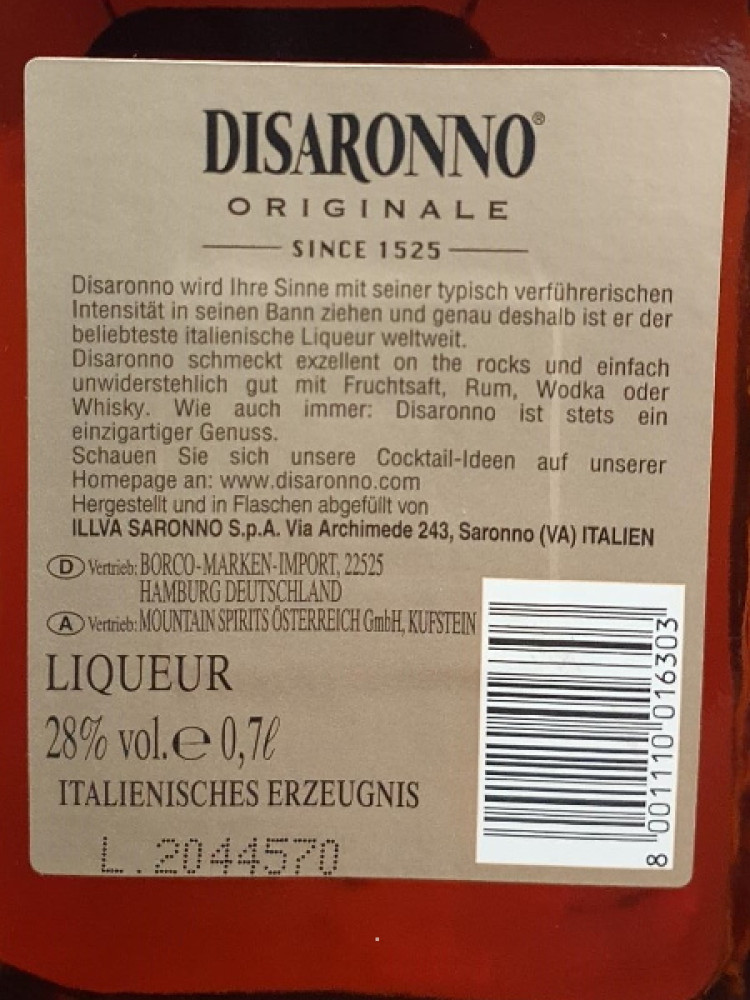 DISARONNO®
ORIGINALE
SINCE 1525
Disaronno wird Ihre Sinne mit seiner typisch verführerischen
Intensität in seinen Bann ziehen und genau deshalb ist er der
beliebteste italienische Liqueur weltweit.
Disaronno schmeckt exzellent on the rocks und einfach
unwiderstehlich gut mit Fruchtsaft, Rum, Wodka oder
Whisky. Wie auch immer: Disaronno ist stets ein
einzigartiger Genuss.
Schauen Sie sich unsere Cocktail-Ideen auf unserer
Homepage an: www.disaronno.com
Hergestellt und in Flaschen abgefüllt von
ILLVA SARONNO S.p.A. Via Archimede 243, Saronno (VA) ITALIEN
D Vertrieb: BORCO-MARKEN-IMPORT, 22525
HAMBURG DEUTSCHLAND
A Vertrieb: MOUNTAIN SPIRITS ÖSTERREICH GmbH, KUFSTEIN
LIQUEUR
28% vol. e 0,7ℓ
ITALIENISCHES ERZEUGNIS
L.2044570
8 001110 016303